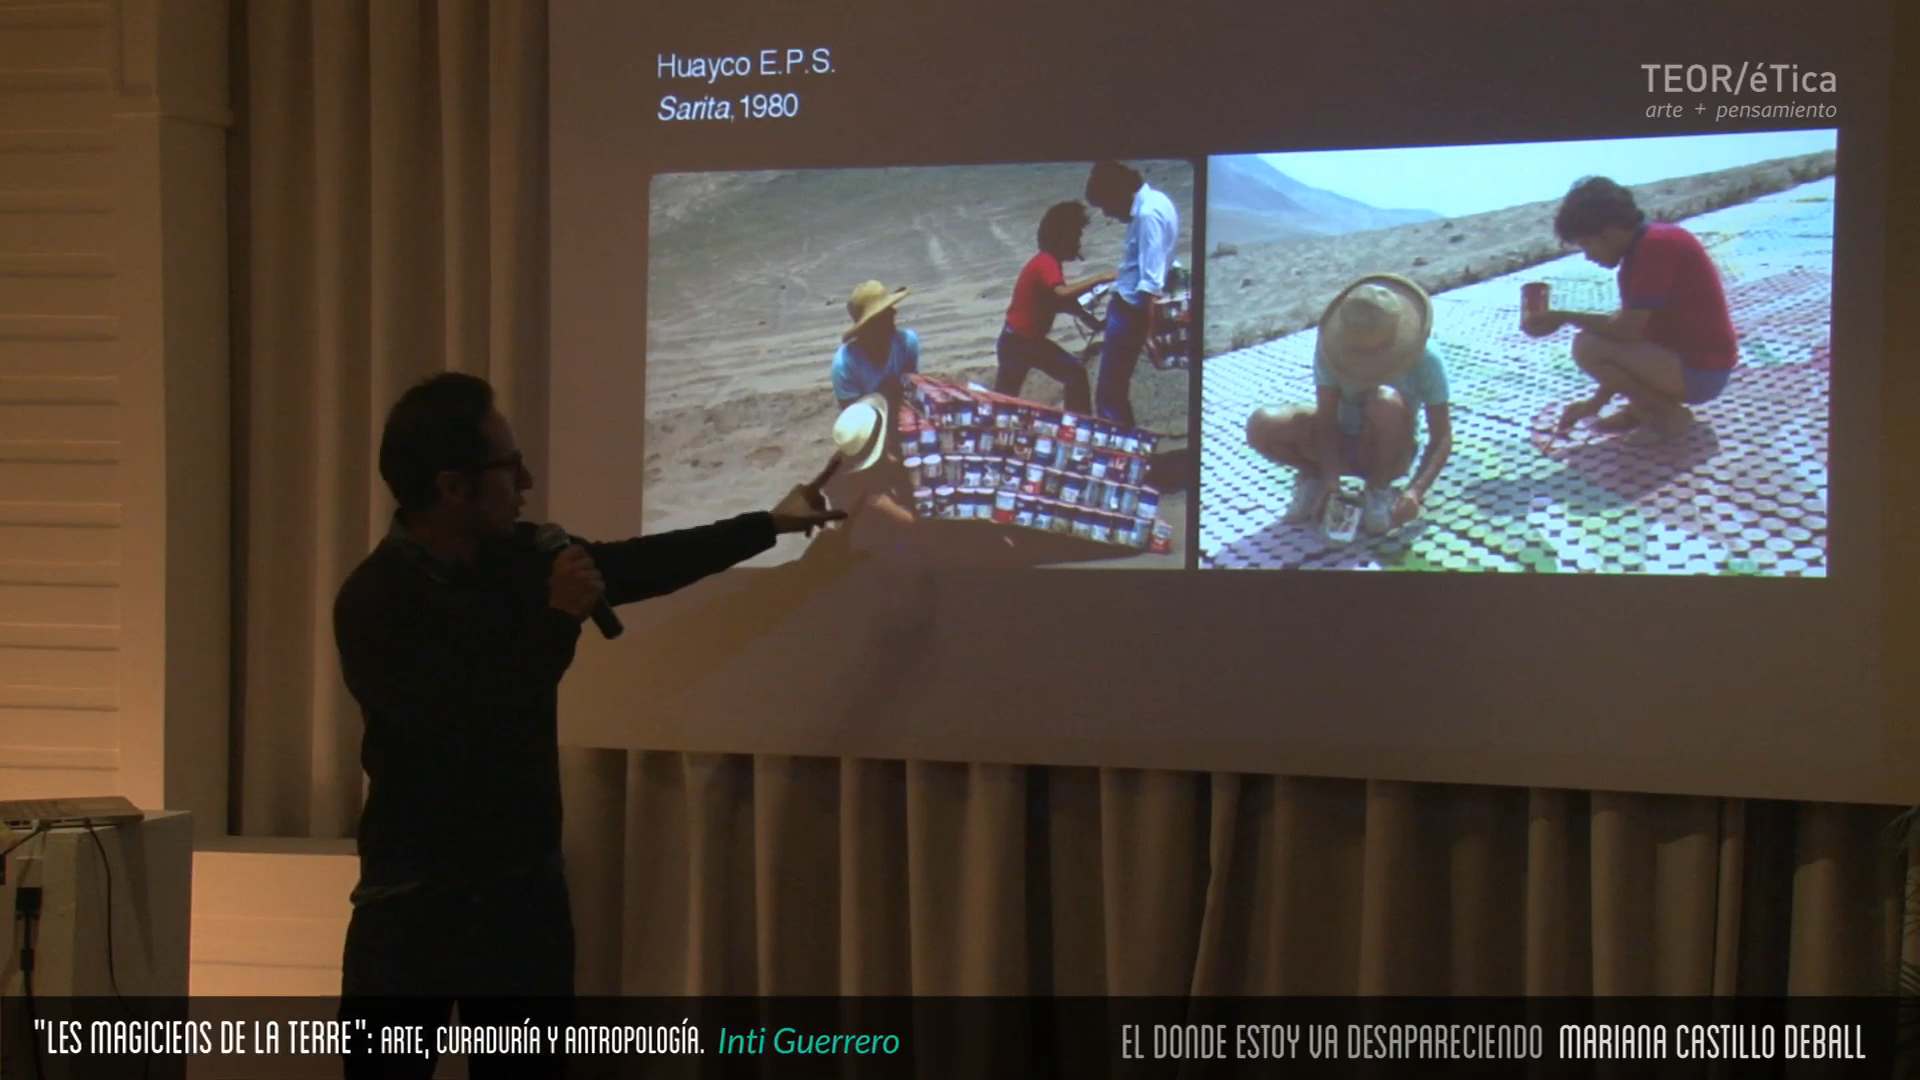 Huayco E.P.S.
Sarita, 1980
TEOR/éTica
arte + pensamiento
"LES MAGICIENS DE LA TERRE": ARTE, CURADURÍA Y ANTROPOLOGÍA. Inti Guerrero
EL DONDE ESTOY VA DESAPARECIENDO MARIANA CASTILLO DEBALL